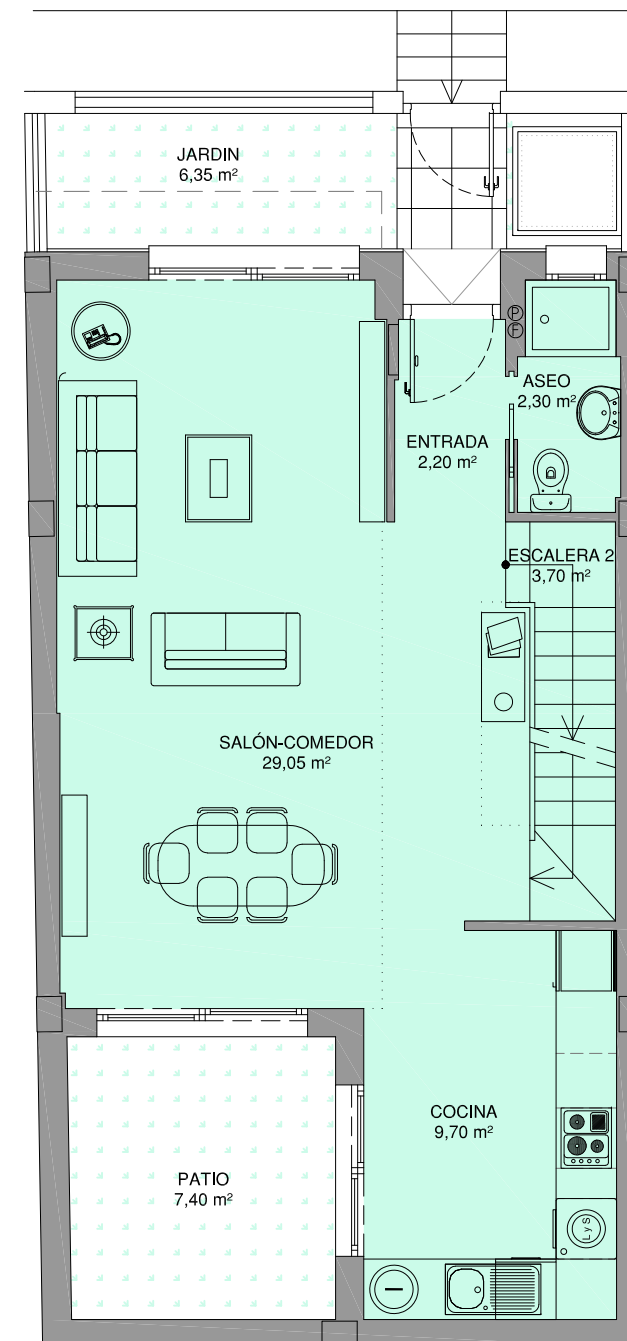 JARDIN
6,35 m²
P
F
ASEO
2,30 m²
ENTRADA
2,20 m²
ESCALERA 2
3,70 m²
SALÓN-COMEDOR
29,05 m²
COCINA
9,70 m²
PATIO
7,40 m²
LyS